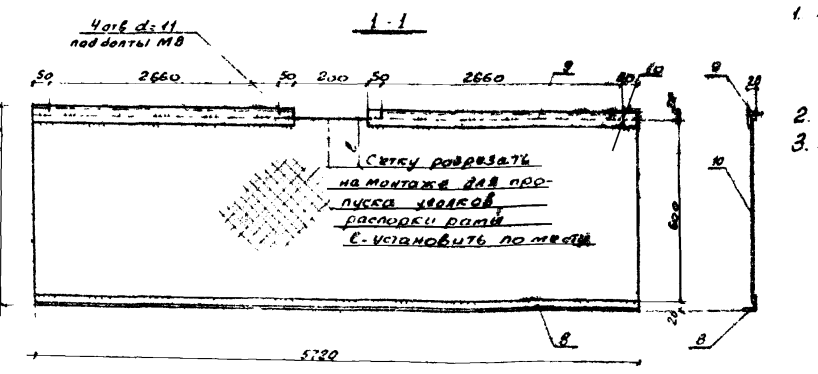 1-1
4 отв d=11
под болты М8
50 2660 50 200 50 2660 9 50 10
9 20
1.
2.
3.
20
600
20
10
ℓ
Сетку разрезать
на монтаже для про-
пуска уголков
распорки рамы
ℓ-установить по месту
8
8
5720